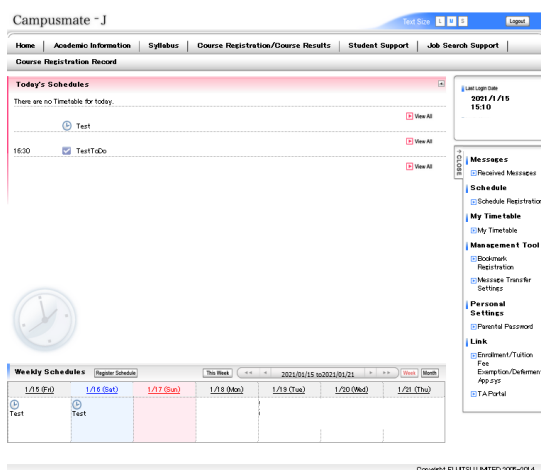 Campusmate -J
Text Size L M S Logout
Home Academic Information Syllabus Course Registration/Course Results Student Support Job Search Support
Course Registration Record
Today's Schedules
There are no Timetable for today.
View All
Test
View All
16:30 TestToDo
View All
Last Login Date
2021/1/15
15:10
CLOSE
Messages
Received Messages
Schedule
Schedule Registration
My Timetable
My Timetable
Management Tool
Bookmark
Registration
Message Transfer
Settings
Personal
Settings
Parental Password
Link
Enrollment/Tuition
Fee
Exemption/Deferment
App.sys
TA Portal
Weekly Schedules Register Schedule This Week << < 2021/01/15 to2021/01/21 > >> Week Month
1/15 (Fri) 1/16 (Sat) 1/17 (Sun) 1/18 (Mon) 1/19 (Tue) 1/20 (Wed) 1/21 (Thu)
Test Test
Copyright FUJITSU LIMITED 2005-2014